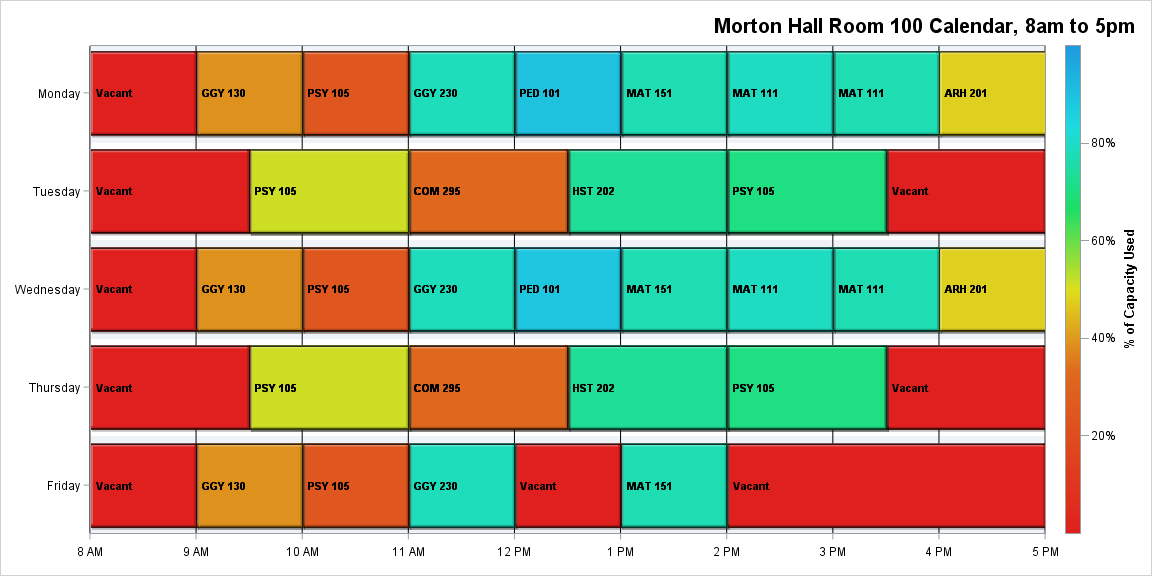 Morton Hall Room 100 Calendar, 8am to 5pm
Monday Vacant GGY 130 PSY 105 GGY 230 PED 101 MAT 151 MAT 111 MAT 111 ARH 201
Tuesday Vacant PSY 105 COM 295 HST 202 PSY 105 Vacant
Wednesday Vacant GGY 130 PSY 105 GGY 230 PED 101 MAT 151 MAT 111 MAT 111 ARH 201
Thursday Vacant PSY 105 COM 295 HST 202 PSY 105 Vacant
Friday Vacant GGY 130 PSY 105 GGY 230 Vacant MAT 151 Vacant
8 AM 9 AM 10 AM 11 AM 12 PM 1 PM 2 PM 3 PM 4 PM 5 PM
80%
60%
40%
20%
% of Capacity Used